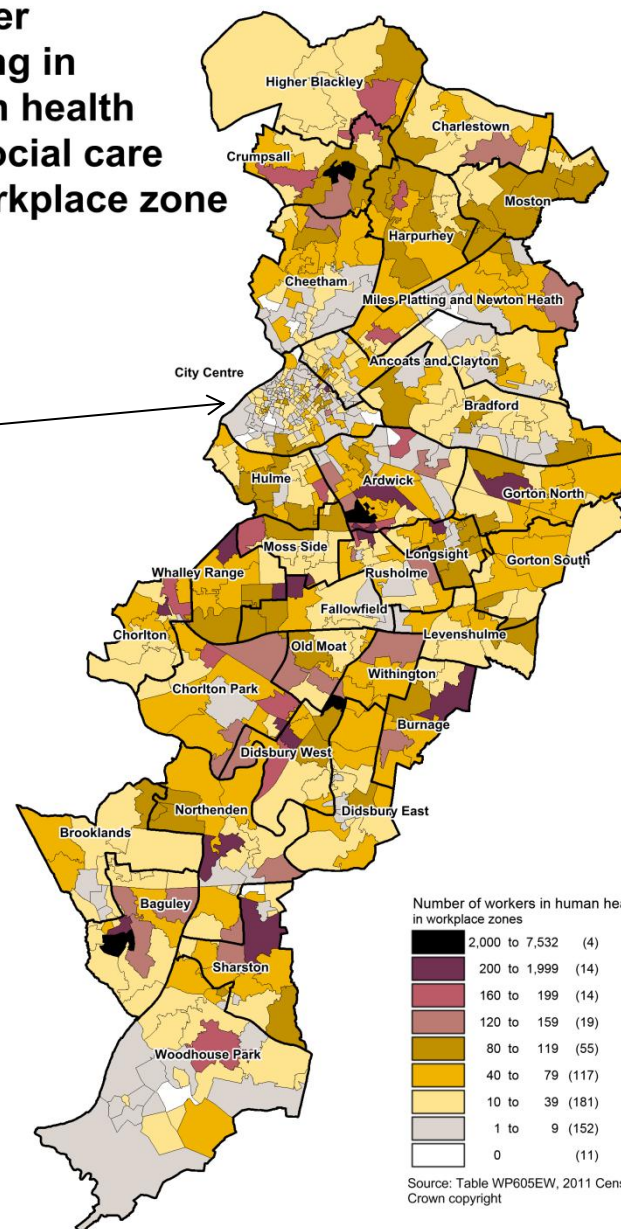 er
ng in
n health
ocial care
rkplace zone
Higher Blackley
Charlestown
Crumpsall
Moston
Harpurhey
Cheetham
Miles Platting and Newton Heath
Ancoats and Clayton
City Centre
Bradford
Hulme
Ardwick
Gorton North
Moss Side
Longsight
Gorton South
Whalley Range
Rusholme
Fallowfield
Chorlton
Levenshulme
Old Moat
Withington
Chorlton Park
Burnage
Didsbury West
Northenden
Didsbury East
Brooklands
Baguley
Sharston
Woodhouse Park
Number of workers in human hea
in workplace zones
2,000 to 7,532 (4)
200 to 1,999 (14)
160 to 199 (14)
120 to 159 (19)
80 to 119 (55)
40 to 79 (117)
10 to 39 (181)
1 to 9 (152)
0 (11)
Source: Table WP605EW, 2011 Cens
Crown copyright